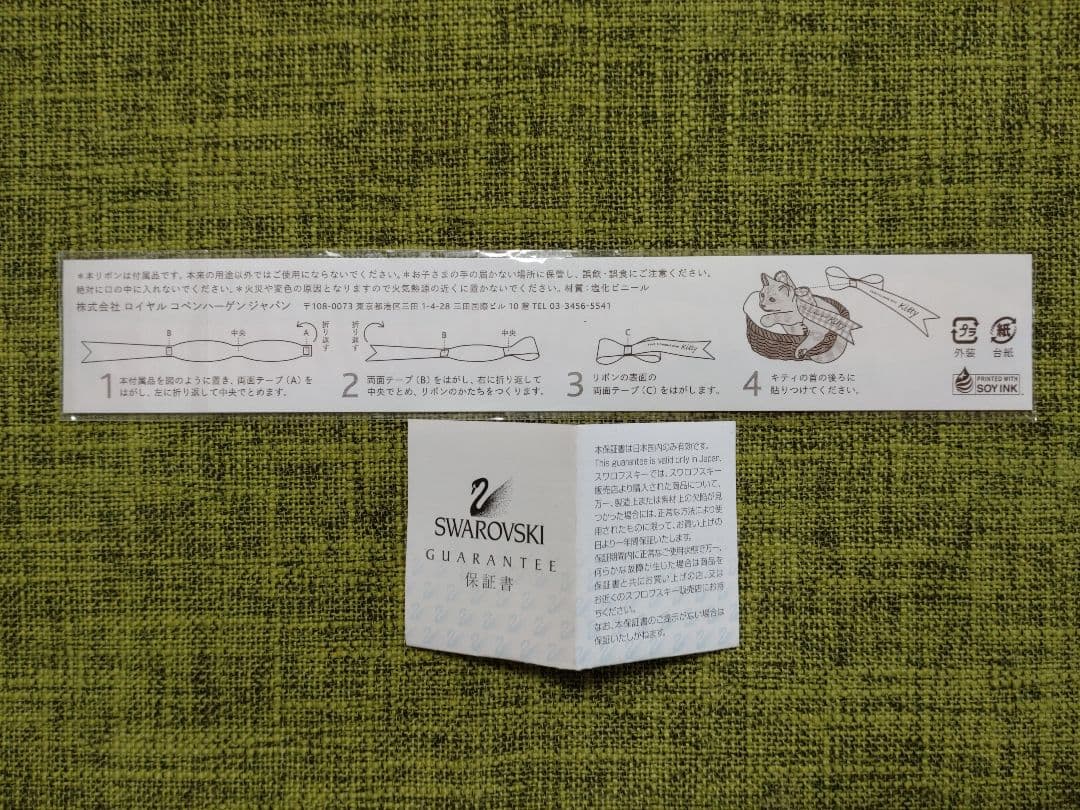 ＊本リボンは付属品です。本来の用途以外ではご使用にならないでください。＊お子さまの手の届かない場所に保管し、誤飲・誤食にご注意ください。
絶対に口の中に入れないでください。＊火災や変色の原因となりますので火気熱源の近くに置かないでください。材質：塩化ビニール
株式会社 ロイヤル コペンハーゲン ジャパン 〒108-0073 東京都港区三田 1-4-28 三田国際ビル 10 階 TEL 03-3456-5541
B 中央 A 折り返す
1 本付属品を図のように置き、両面テープ（A）を
はがし、左に折り返して中央でとめます。
折り返す B 中央
2 両面テープ（B）をはがし、右に折り返して
中央でとめ、リボンのかたちをつくります。
C Kitty
3 リボンの表面の
両面テープ（C）をはがします。
Kitty
4 キティの首の後ろに
貼りつけてください。
プラ 紙
外装 台紙
PRINTED WITH
SOY INK
SWAROVSKI
GUARANTEE
保証書
本保証書は日本国内のみ有効です。
This guarantee is valid only in Japan.
スワロフスキーでは、スワロフスキー
販売店より購入された商品について、
万一、製造上または素材上の欠陥が見
つかった場合には、正常な方法により使
用されたものに限って、お買い上げの
日より一年間保証いたします。
保証期間内に正常なご使用状態で万一、
何らかな故障が生じた場合は商品を
保証書と共にお買い上げの店、又は
お近くのスワロフスキー販売店にお持
ちください。
なお、本保証書のご提示が無い場合は
保証いたしかねます。